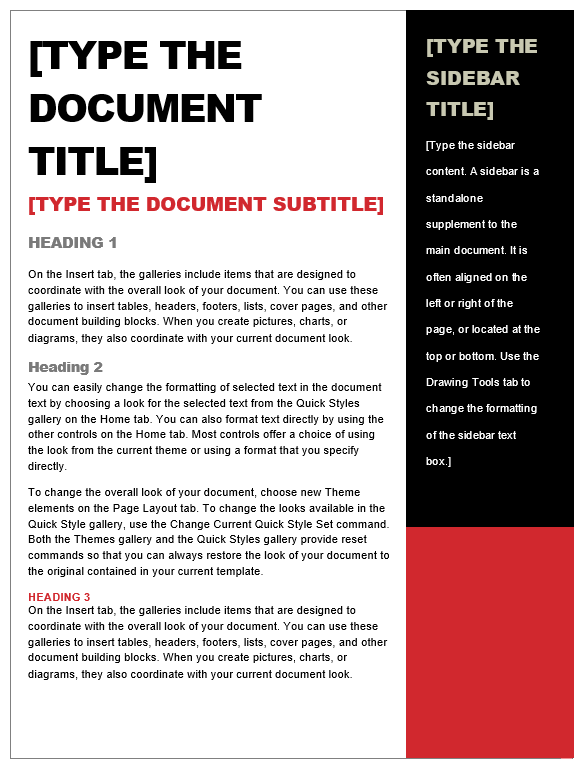 [TYPE THE
DOCUMENT
TITLE]
[TYPE THE DOCUMENT SUBTITLE]
HEADING 1
On the Insert tab, the galleries include items that are designed to
coordinate with the overall look of your document. You can use these
galleries to insert tables, headers, footers, lists, cover pages, and other
document building blocks. When you create pictures, charts, or
diagrams, they also coordinate with your current document look.
Heading 2
You can easily change the formatting of selected text in the document
text by choosing a look for the selected text from the Quick Styles
gallery on the Home tab. You can also format text directly by using the
other controls on the Home tab. Most controls offer a choice of using
the look from the current theme or using a format that you specify
directly.
To change the overall look of your document, choose new Theme
elements on the Page Layout tab. To change the looks available in the
Quick Style gallery, use the Change Current Quick Style Set command.
Both the Themes gallery and the Quick Styles gallery provide reset
commands so that you can always restore the look of your document to
the original contained in your current template.
HEADING 3
On the Insert tab, the galleries include items that are designed to
coordinate with the overall look of your document. You can use these
galleries to insert tables, headers, footers, lists, cover pages, and other
document building blocks. When you create pictures, charts, or
diagrams, they also coordinate with your current document look.
[TYPE THE
SIDEBAR
TITLE]
[Type the sidebar
content. A sidebar is a
standalone
supplement to the
main document. It is
often aligned on the
left or right of the
page, or located at the
top or bottom. Use the
Drawing Tools tab to
change the formatting
of the sidebar text
box.]